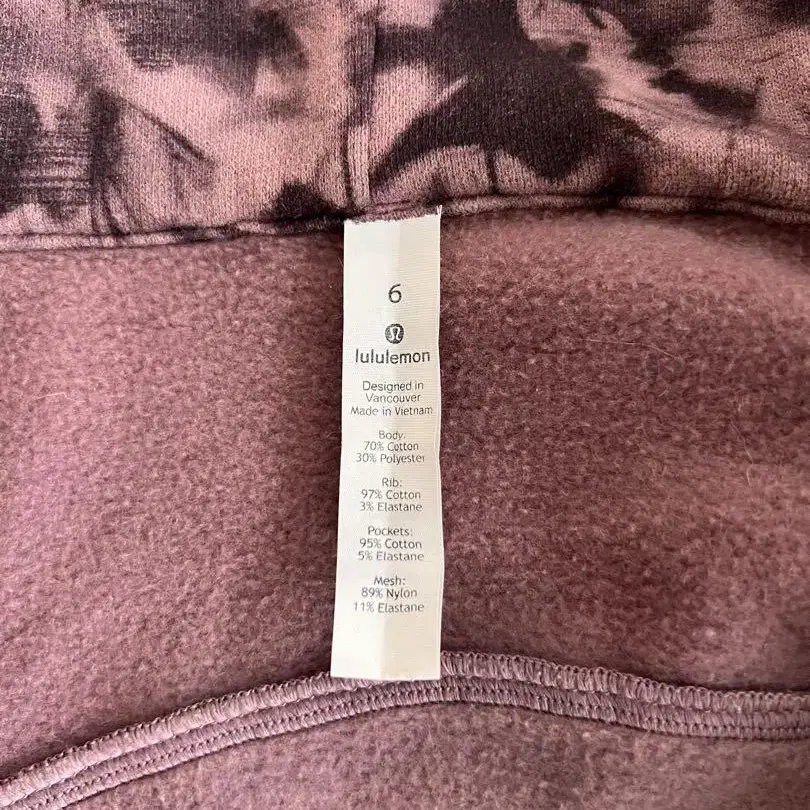 6
lululemon
Designed in
Vancouver
Made in Vietnam
Body:
70% Cotton
30% Polyester
Rib:
97% Cotton
3% Elastane
Pockets:
95% Cotton
5% Elastane
Mesh:
89% Nylon
11% Elastane